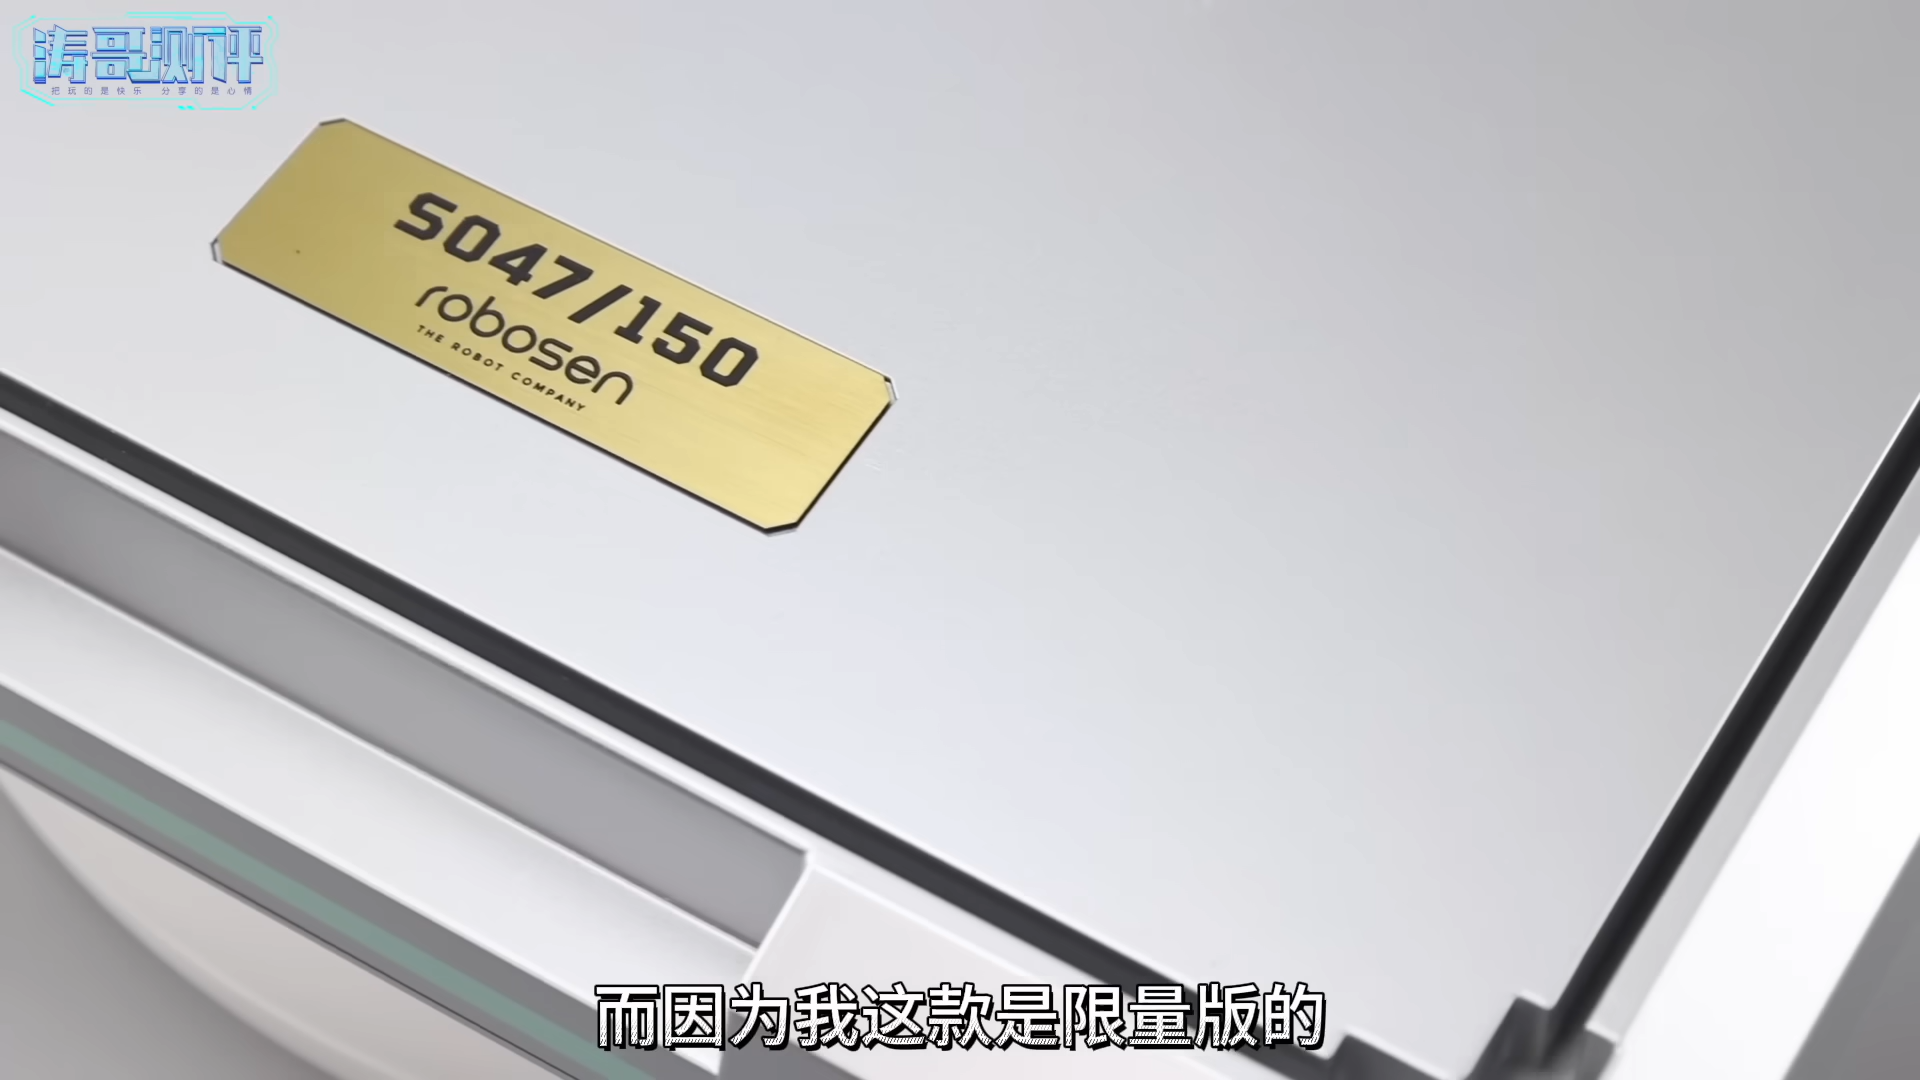 涛哥测评
把玩的是快乐 分享的是心情
S047/150
robosen
THE ROBOT COMPANY
而因为我这款是限量版的